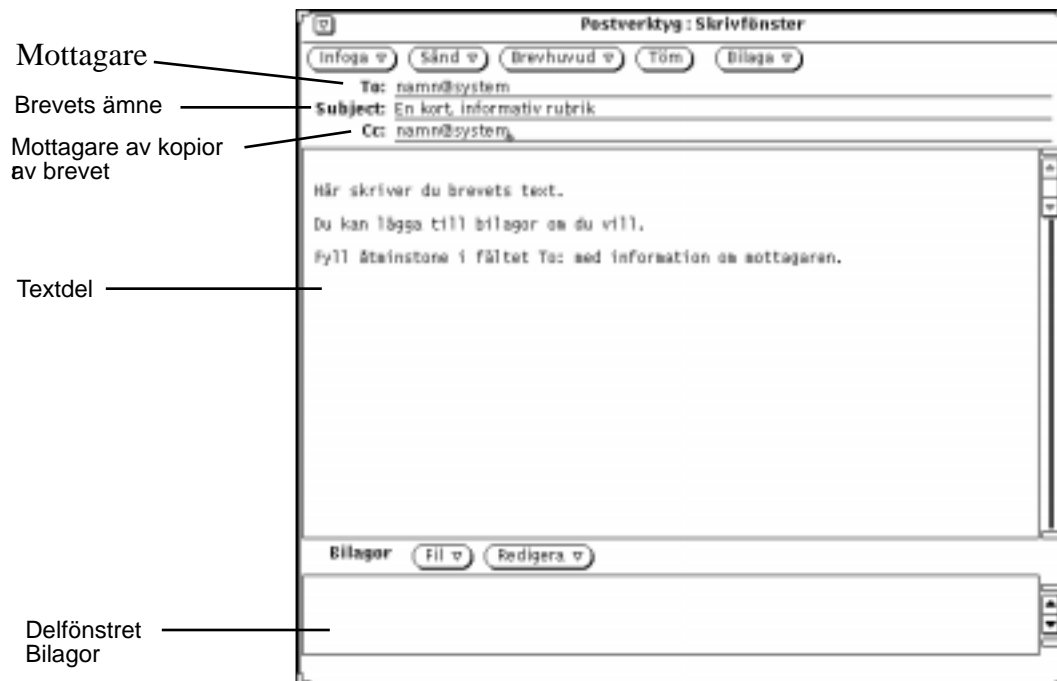 Postverktyg : Skrivfönster
Infoga Sänd Brevhuvud Töm Bilaga
Mottagare
To: namn@system
Brevets ämne
Subject: En kort, informativ rubrik
Mottagare av kopior
av brevet
Cc: namn@system
Här skriver du brevets text.
Du kan lägga till bilagor om du vill.
Fyll åtminstone i fältet To: med information om mottagaren.
Textdel
Bilagor Fil Redigera
Delfönstret
Bilagor